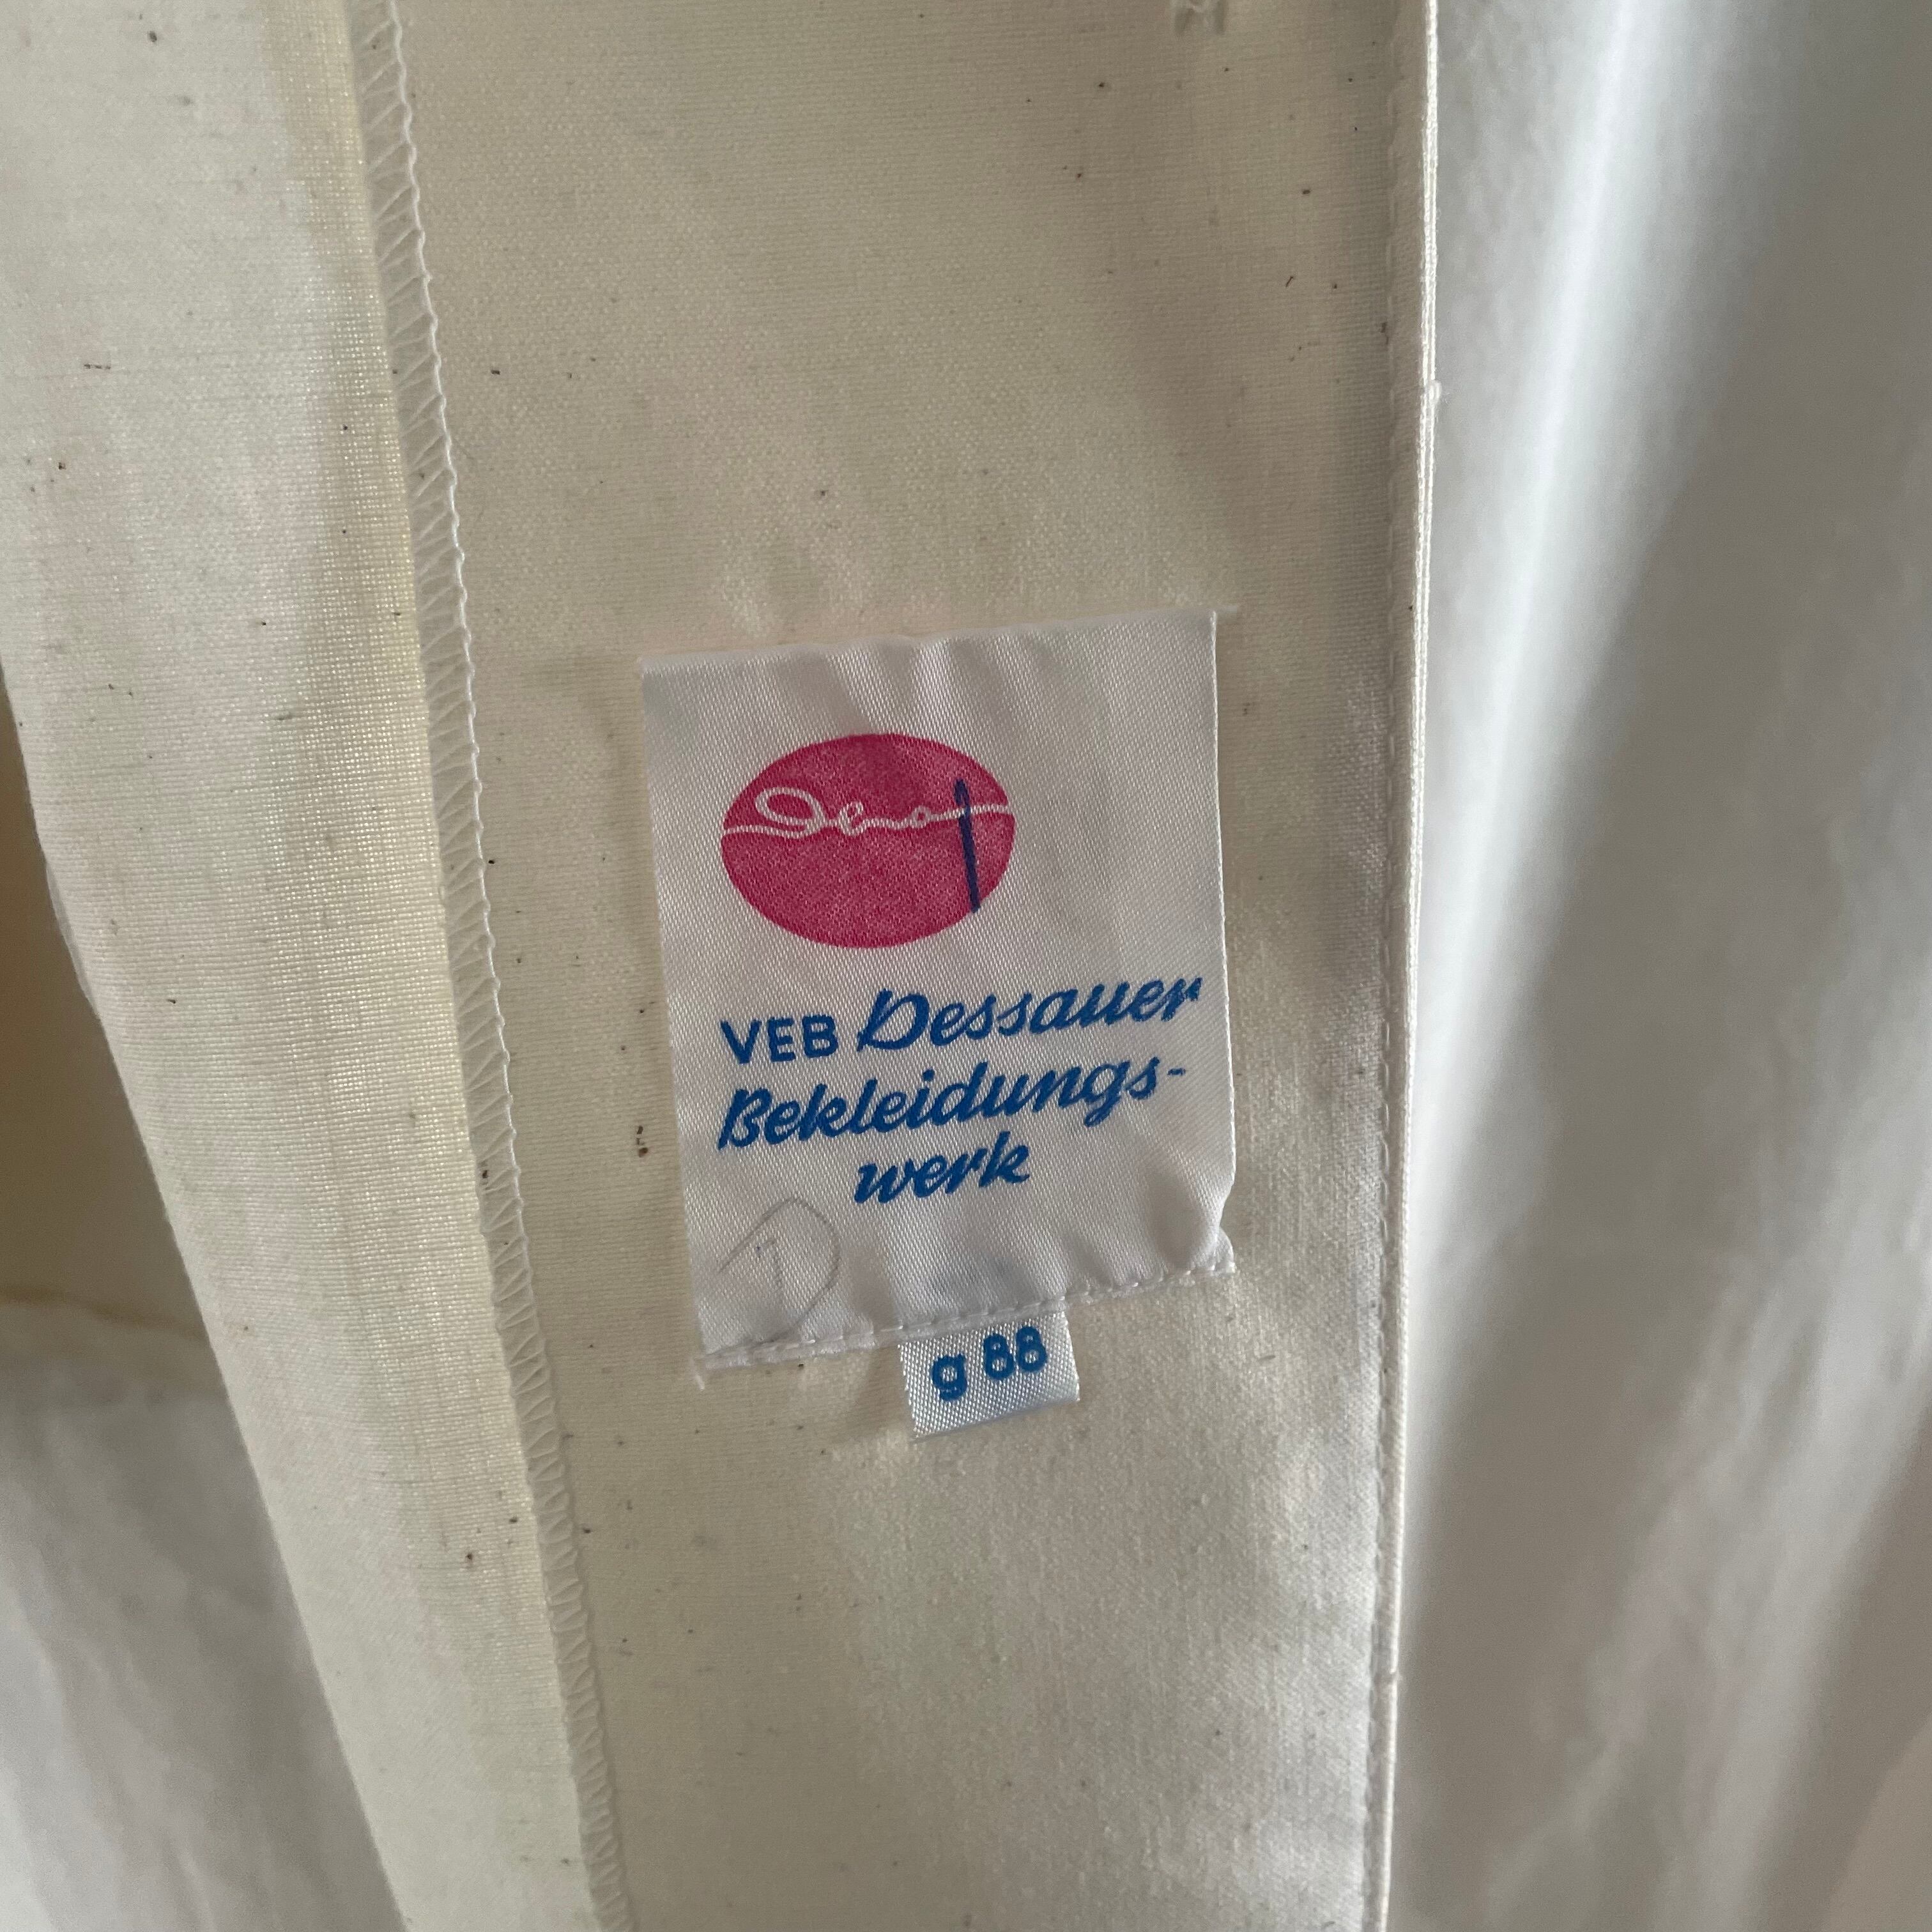 VEB Dessauer
Bekleidungs-
werk
g 88